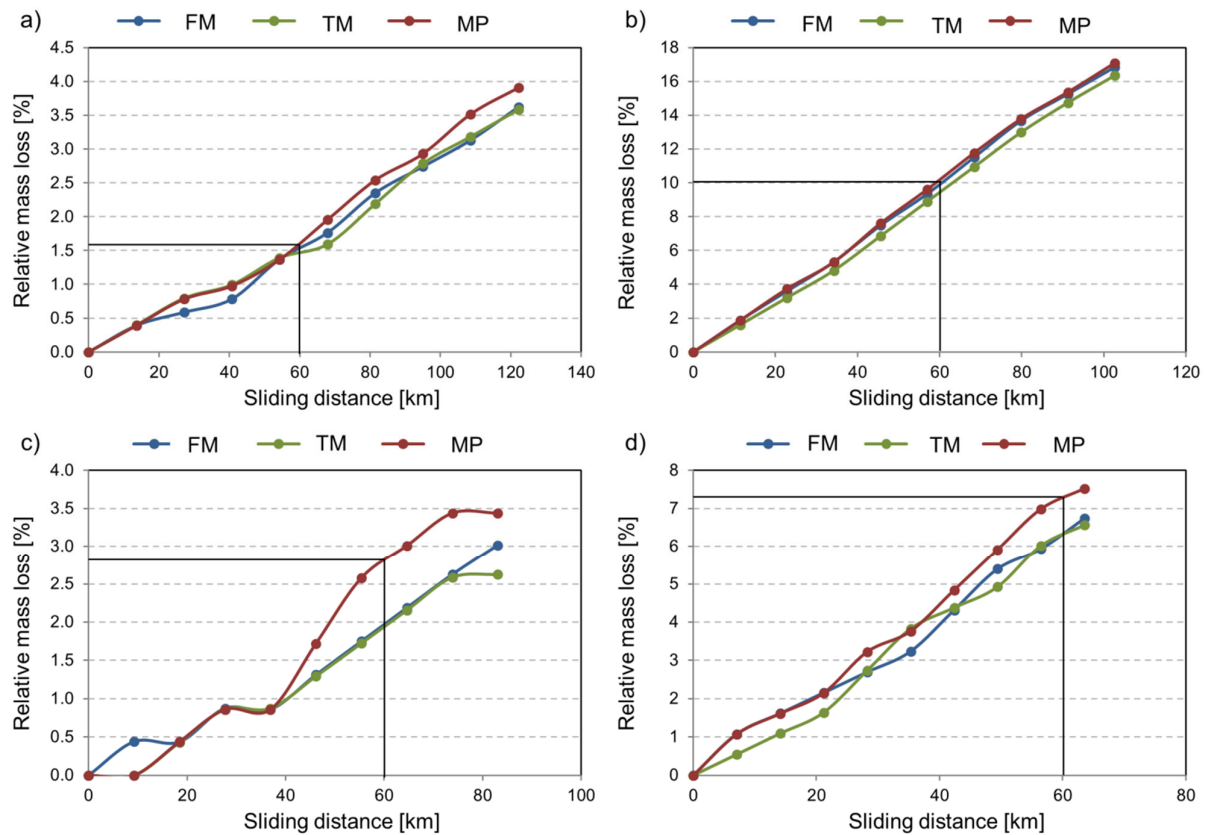 a) FM TM MP
Relative mass loss [%]
4.5
4.0
3.5
3.0
2.5
2.0
1.5
1.0
0.5
0.0
0 20 40 60 80 100 120 140
Sliding distance [km]
b) FM TM MP
Relative mass loss [%]
18
16
14
12
10
8
6
4
2
0
0 20 40 60 80 100 120
Sliding distance [km]
c) FM TM MP
Relative mass loss [%]
4.0
3.5
3.0
2.5
2.0
1.5
1.0
0.5
0.0
0 20 40 60 80 100
Sliding distance [km]
d) FM TM MP
Relative mass loss [%]
8
7
6
5
4
3
2
1
0
0 20 40 60 80
Sliding distance [km]